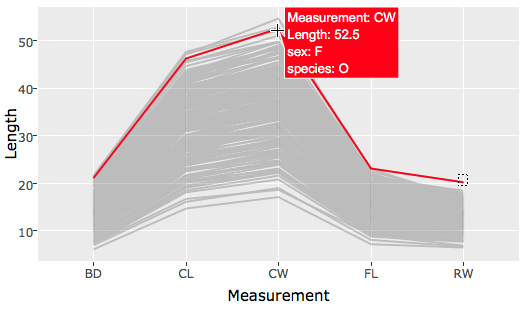 Measurement: CW
Length: 52.5
sex: F
species: O
50
40
30
20
10
Length
BD CL CW FL RW
Measurement